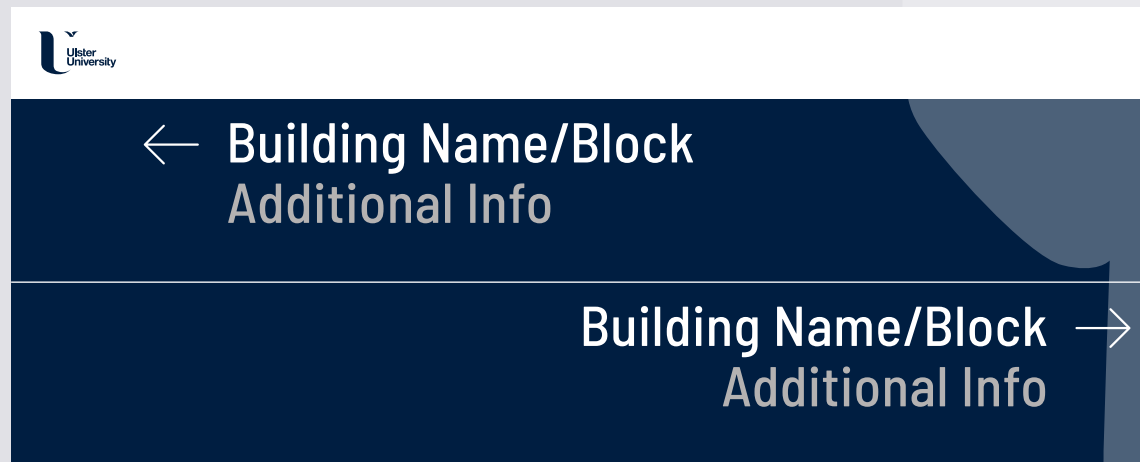 Ulster
University
← Building Name/Block
Additional Info
Building Name/Block →
Additional Info